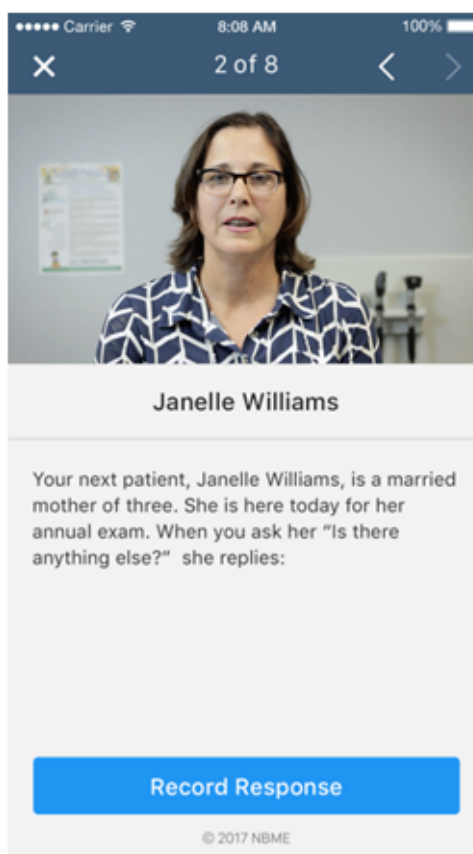 Carrier 8:08 AM 100%
2 of 8
Janelle Williams
Your next patient, Janelle Williams, is a married
mother of three. She is here today for her
annual exam. When you ask her “Is there
anything else?”  she replies:
Record Response
© 2017 NBME